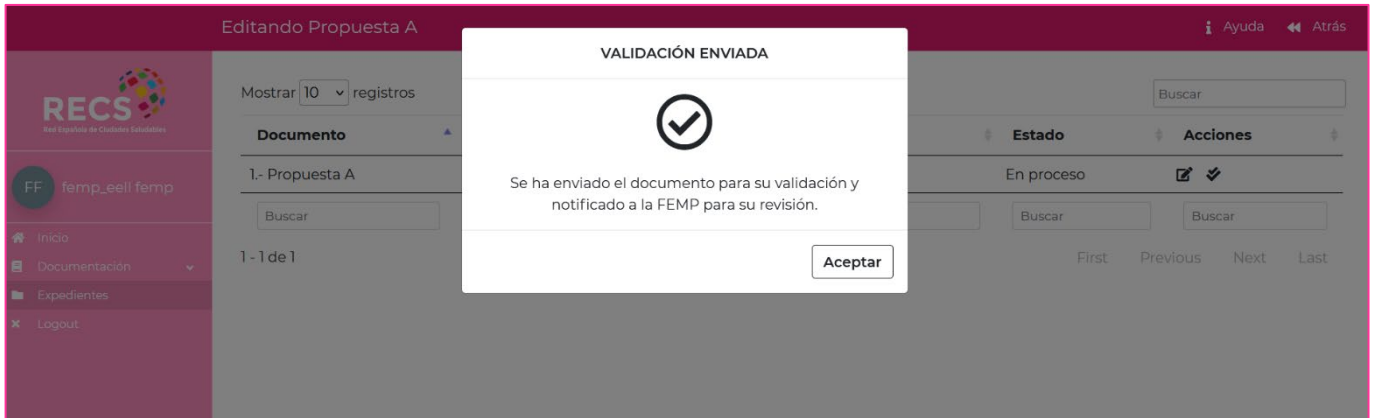 Editando Propuesta A
Ayuda
Atrás
RECS
Red Española de Ciudades Saludables
FF
femp_eell femp
Inicio
Documentación
Expedientes
Logout
Mostrar 10 registros
Buscar
Documento
Estado
Acciones
1.- Propuesta A
En proceso
Buscar
Buscar
Buscar
1 - 1 de 1
First Previous Next Last
VALIDACIÓN ENVIADA
Se ha enviado el documento para su validación y
notificado a la FEMP para su revisión.
Aceptar